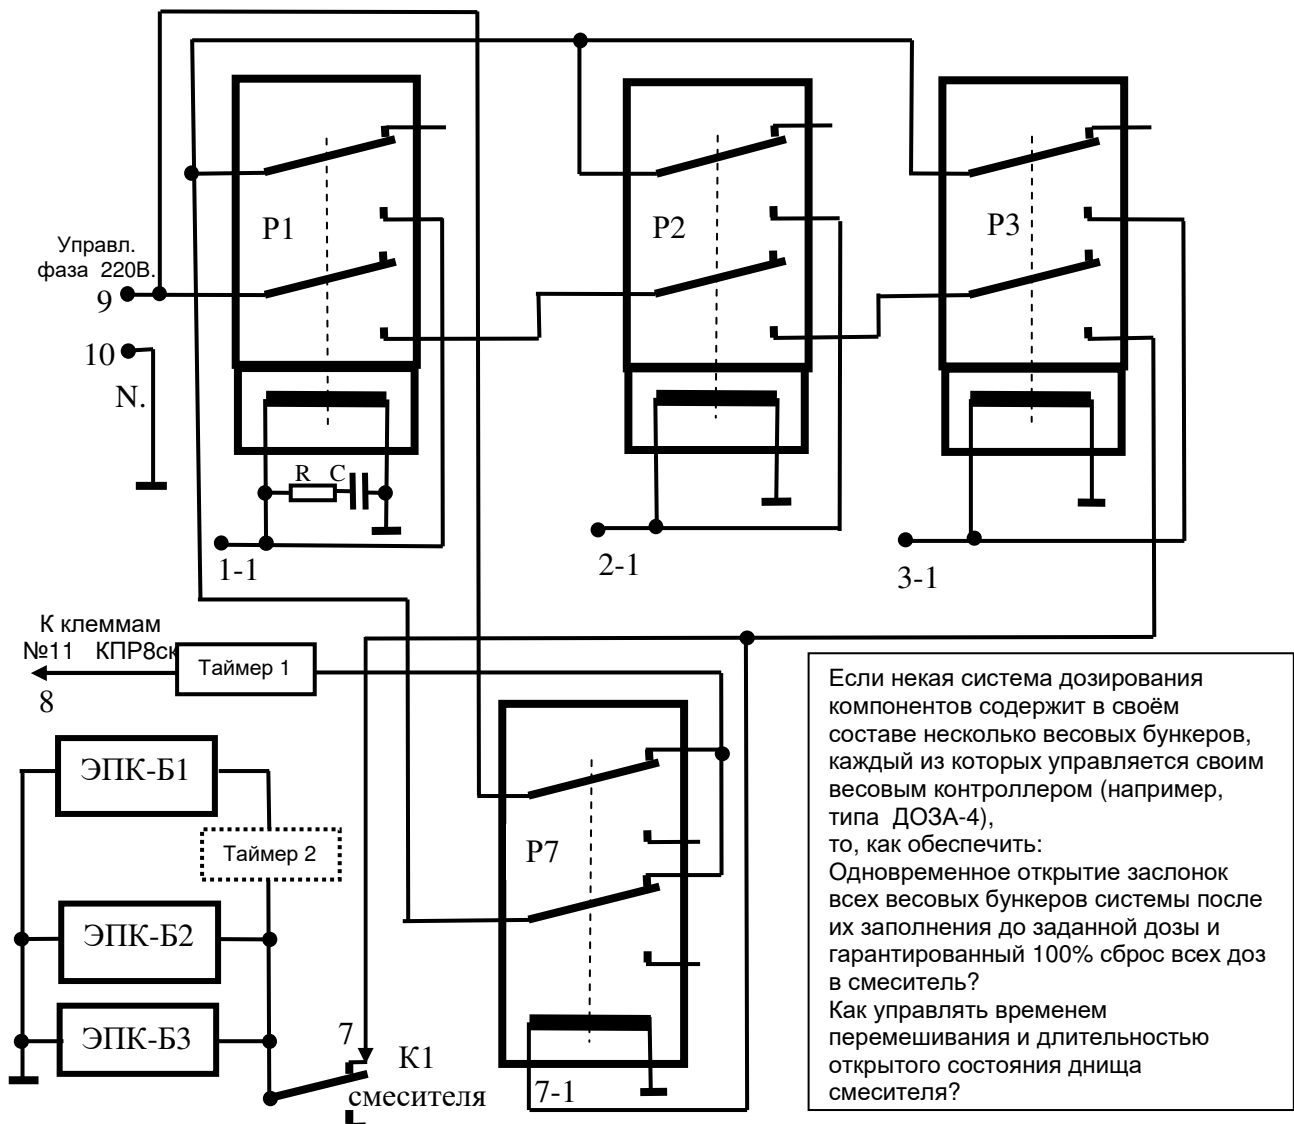 Р1
Р2
Р3
Управл.
фаза 220В.
9
10
N.
R C
1-1
2-1
3-1
К клеммам
№11 КПР8ск
Таймер 1
8
ЭПК-Б1
Таймер 2
ЭПК-Б2
ЭПК-Б3
7
К1
смесителя
Р7
7-1
Если некая система дозирования
компонентов содержит в своём
составе несколько весовых бункеров,
каждый из которых управляется своим
весовым контроллером (например,
типа ДОЗА-4),
то, как обеспечить:
Одновременное открытие заслонок
всех весовых бункеров системы после
их заполнения до заданной дозы и
гарантированный 100% сброс всех доз
в смеситель?
Как управлять временем
перемешивания и длительностью
открытого состояния днища
смесителя?